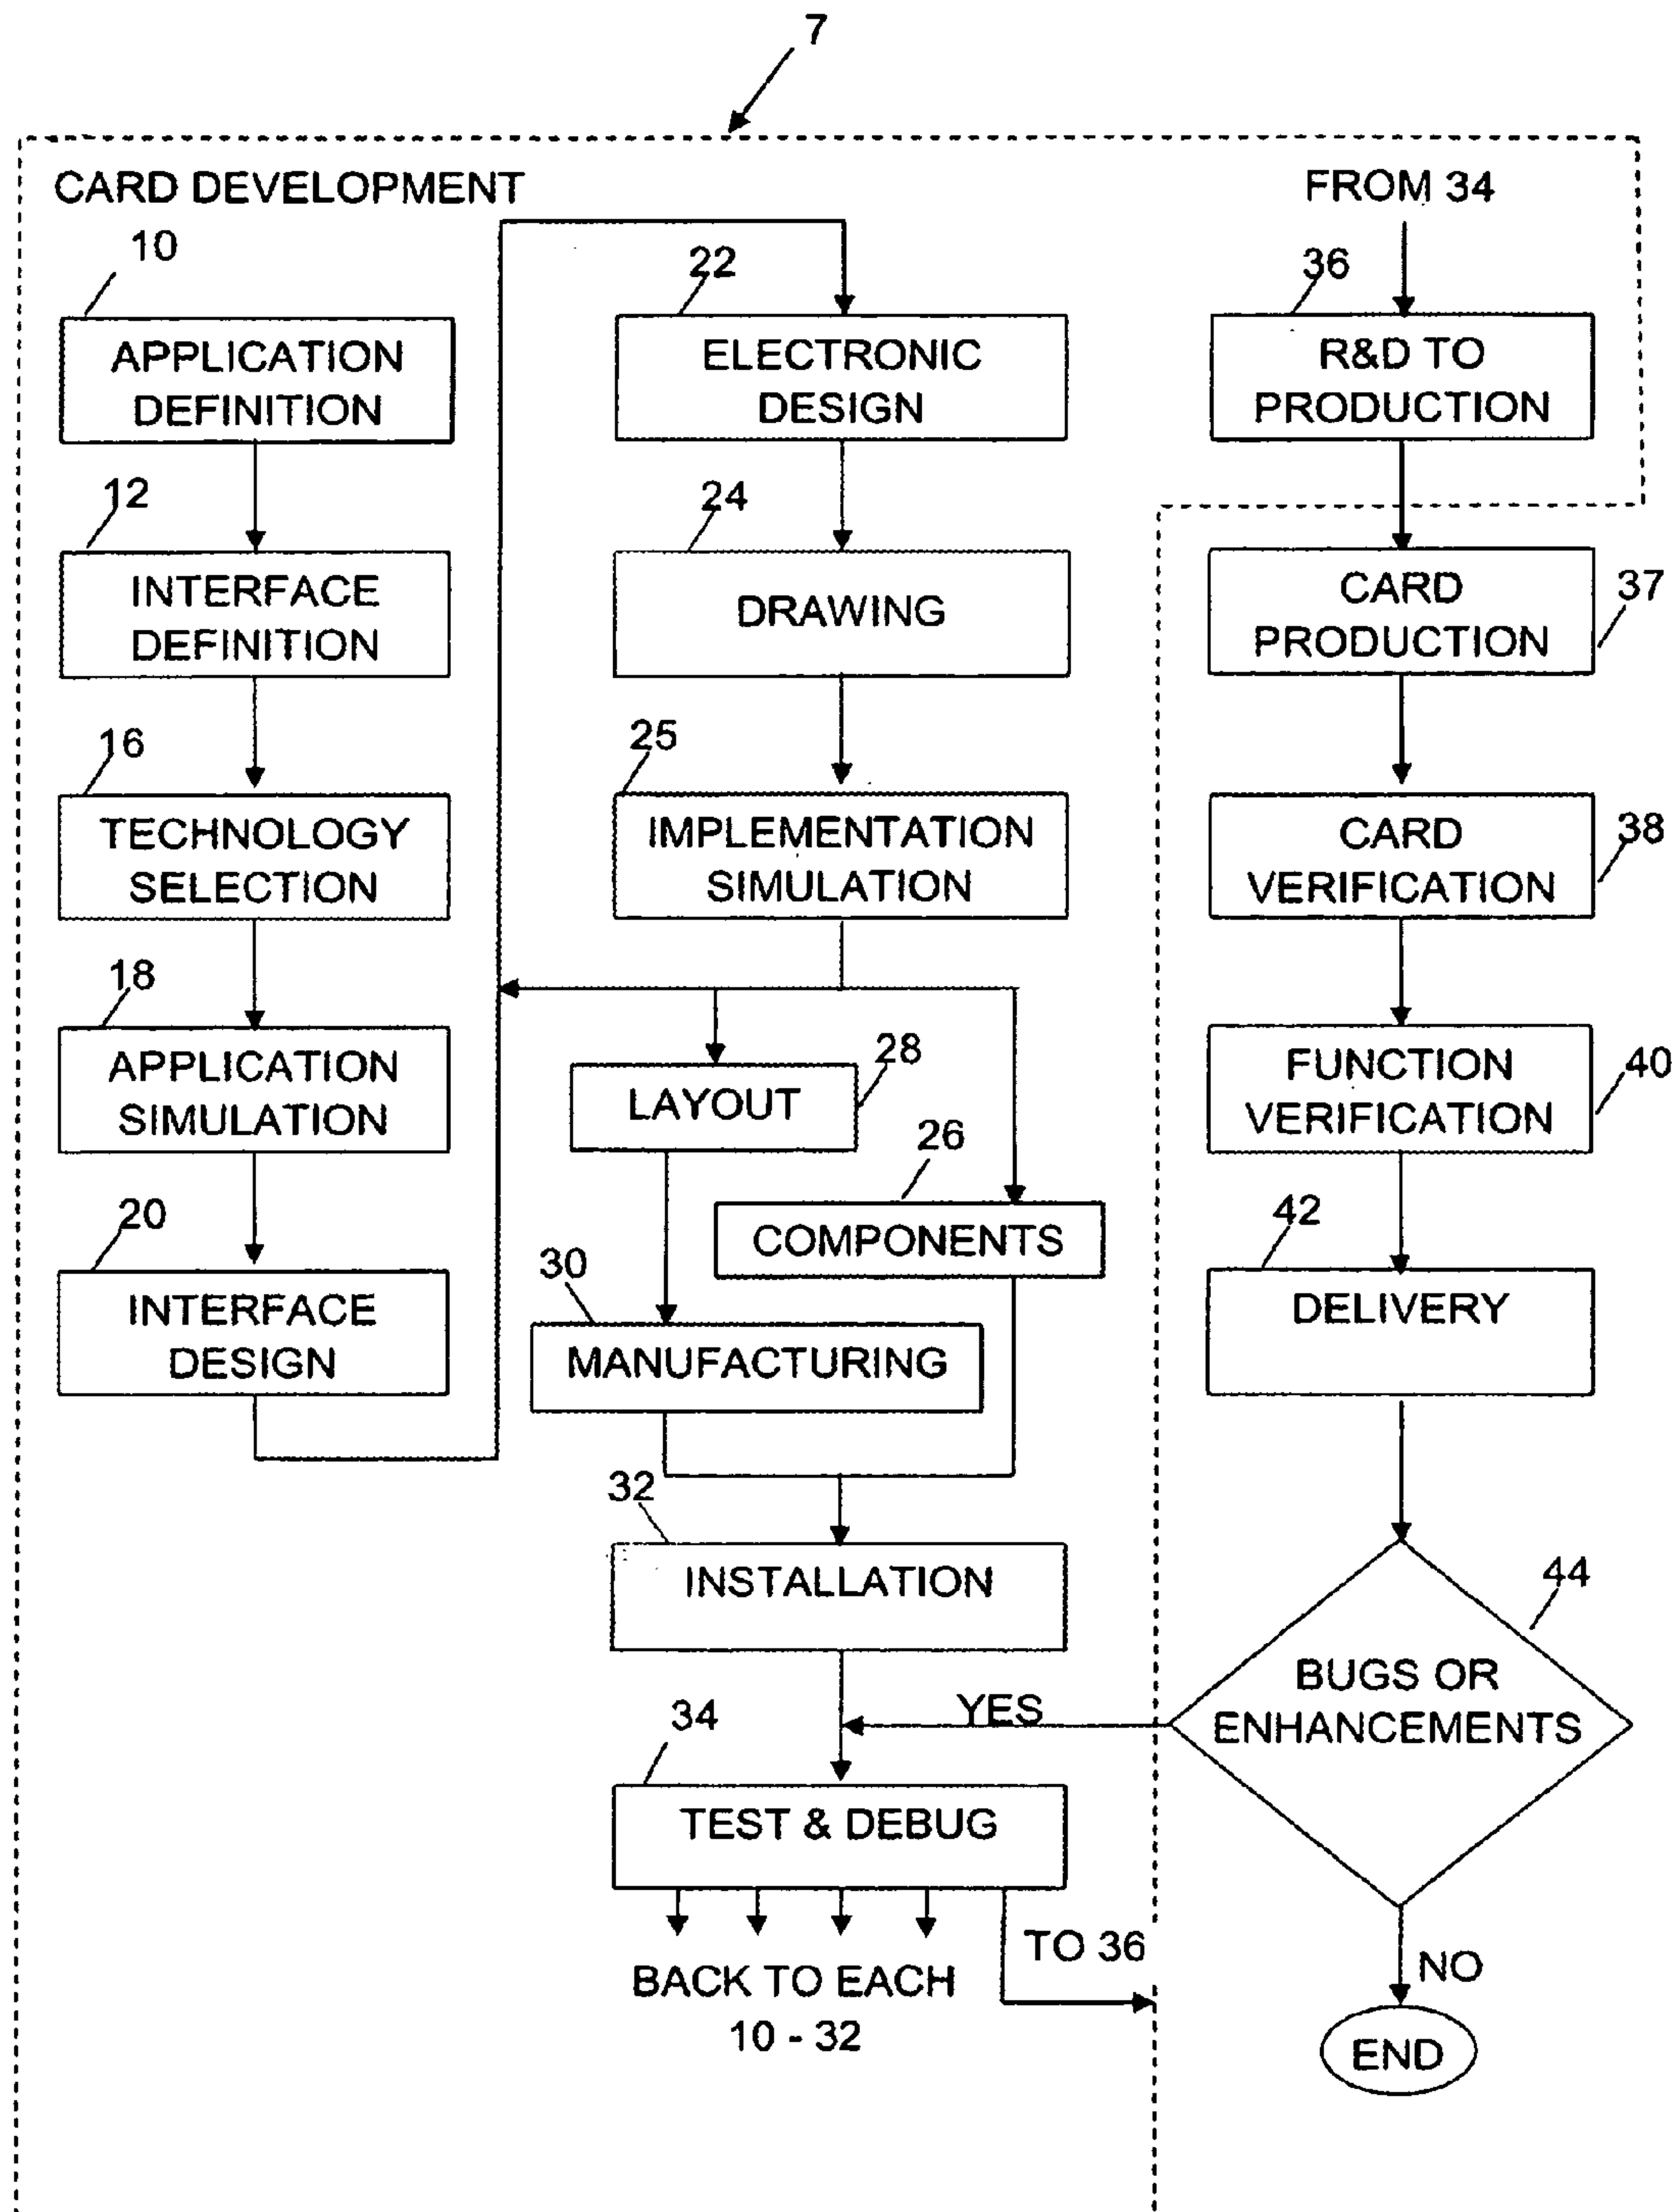 7
CARD DEVELOPMENT
10
APPLICATION
DEFINITION
12
INTERFACE
DEFINITION
16
TECHNOLOGY
SELECTION
18
APPLICATION
SIMULATION
20
INTERFACE
DESIGN
22
ELECTRONIC
DESIGN
24
DRAWING
25
IMPLEMENTATION
SIMULATION
28
LAYOUT
26
COMPONENTS
30
MANUFACTURING
32
INSTALLATION
34
TEST & DEBUG
BACK TO EACH
10 - 32
TO 36
FROM 34
36
R&D TO
PRODUCTION
CARD
PRODUCTION
37
CARD
VERIFICATION
38
FUNCTION
VERIFICATION
40
42
DELIVERY
44
BUGS OR
ENHANCEMENTS
YES
NO
END